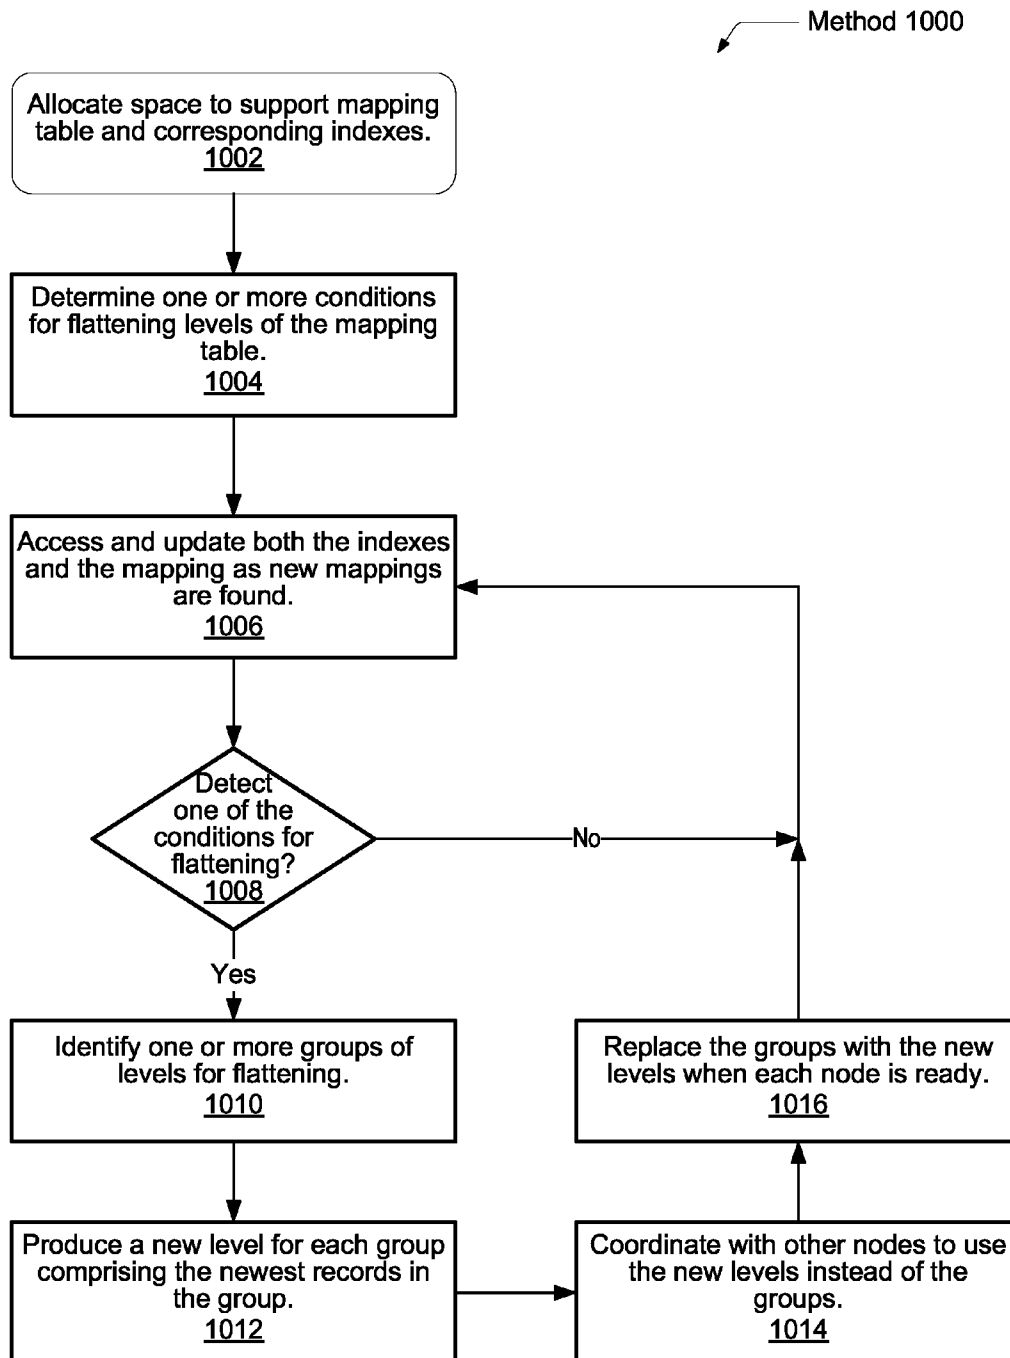 Method 1000
Allocate space to support mapping
table and corresponding indexes.
1002
Determine one or more conditions
for flattening levels of the mapping
table.
1004
Access and update both the indexes
and the mapping as new mappings
are found.
1006
Detect
one of the
conditions for
flattening?
1008
No
Yes
Identify one or more groups of
levels for flattening.
1010
Produce a new level for each group
comprising the newest records in
the group.
1012
Coordinate with other nodes to use
the new levels instead of the
groups.
1014
Replace the groups with the new
levels when each node is ready.
1016